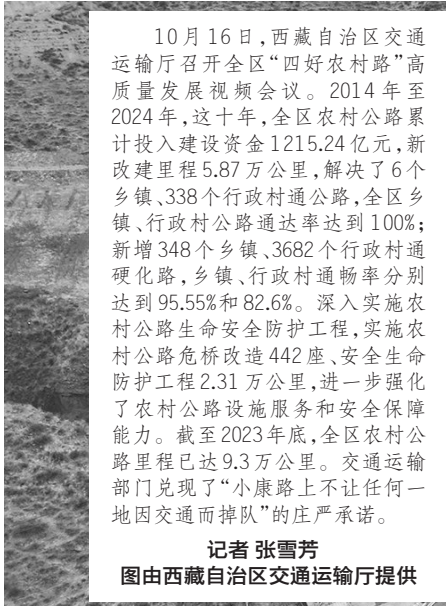 10月16日,西藏自治区交通
运输厅召开全区“四好农村路”高
质量发展视频会议。2014年至
2024年,这十年,全区农村公路累
计投入建设资金1215.24亿元,新
改建里程5.87万公里,解决了6个
乡镇、338个行政村通公路,全区乡
镇、行政村公路通达率达到100%;
新增348个乡镇、3682个行政村通
硬化路,乡镇、行政村通畅率分别
达到95.55%和82.6%。深入实施农
村公路生命安全防护工程,实施农
村公路危桥改造442座、安全生命
防护工程2.31万公里,进一步强化
了农村公路设施服务和安全保障
能力。截至2023年底,全区农村公
路里程已达9.3万公里。交通运输
部门兑现了“小康路上不让任何一
地因交通而掉队”的庄严承诺。
记者 张雪芳
图由西藏自治区交通运输厅提供